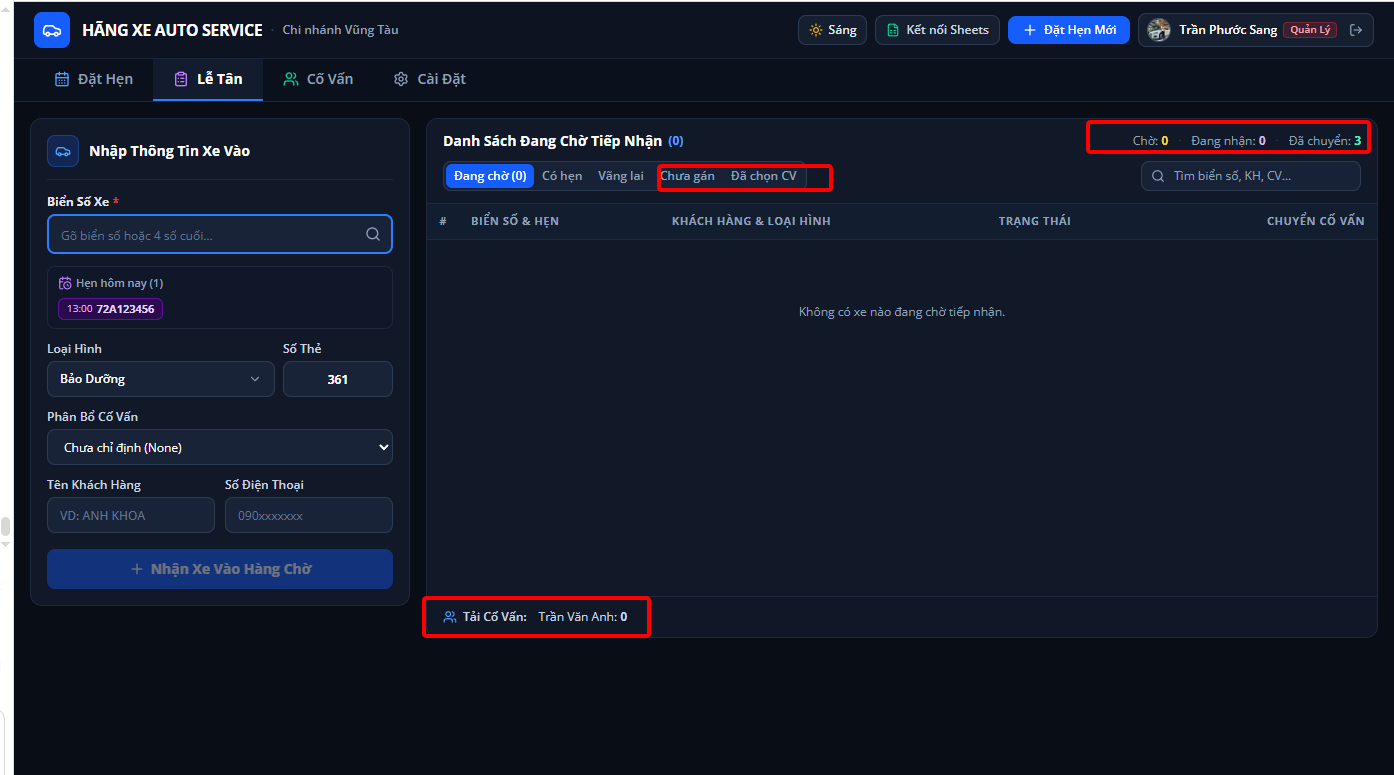 HÃNG XE AUTO SERVICE · Chi nhánh Vũng Tàu
Sáng
Kết nối Sheets
+ Đặt Hẹn Mới
Trần Phước Sang Quản Lý
Đặt Hẹn
Lễ Tân
Cố Vấn
Cài Đặt
Nhập Thông Tin Xe Vào
Biển Số Xe *
Gõ biển số hoặc 4 số cuối...
Hẹn hôm nay (1)
13:00 72A123456
Loại Hình
Số Thẻ
Bảo Dưỡng
361
Phân Bổ Cố Vấn
Chưa chỉ định (None)
Tên Khách Hàng
Số Điện Thoại
VD: ANH KHOA
090xxxxxxx
+ Nhận Xe Vào Hàng Chờ
Danh Sách Đang Chờ Tiếp Nhận (0)
Chờ: 0 · Đang nhận: 0 · Đã chuyển: 3
Đang chờ (0)
Có hẹn
Vãng lai
Chưa gán
Đã chọn CV
Tìm biển số, KH, CV...
# BIỂN SỐ & HẸN KHÁCH HÀNG & LOẠI HÌNH TRẠNG THÁI CHUYỂN CỐ VẤN
Không có xe nào đang chờ tiếp nhận.
Tải Cố Vấn: Trần Văn Anh: 0